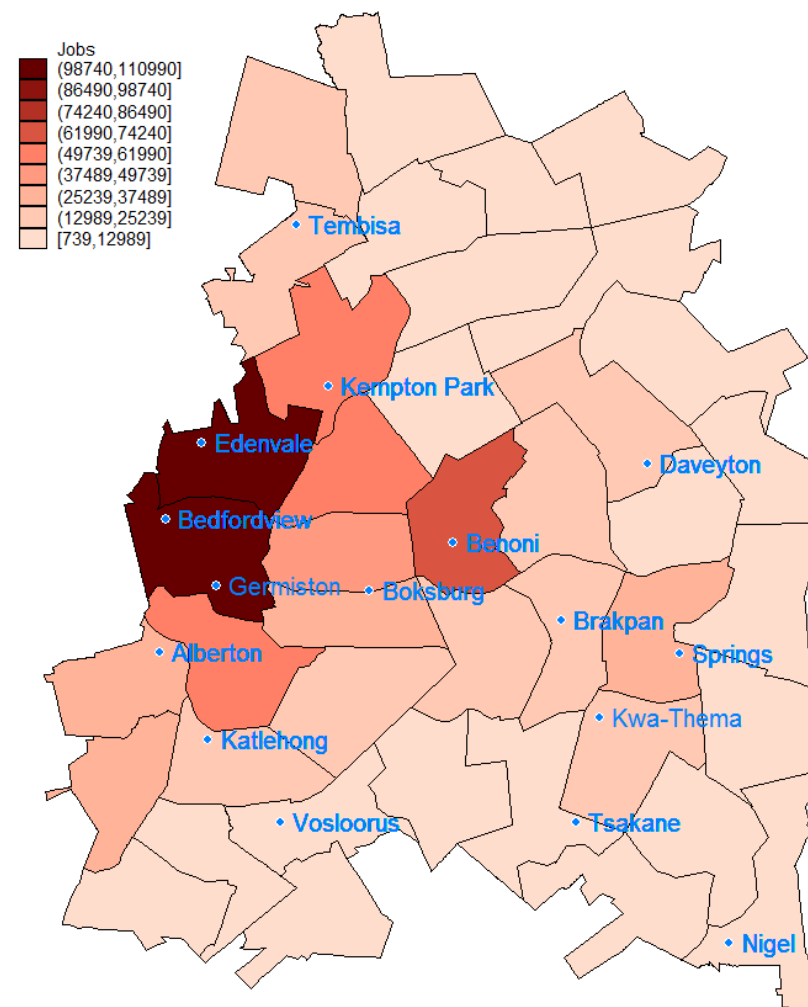 Jobs
(98740,110990]
(86490,98740]
(74240,86490]
(61990,74240]
(49739,61990]
(37489,49739]
(25239,37489]
(12989,25239]
[739,12989]
Tembisa
Kempton Park
Edenvale
Daveyton
Bedfordview
Benoni
Germiston
Boksburg
Brakpan
Alberton
Springs
Kwa-Thema
Katlehong
Vosloorus
Tsakane
Nigel